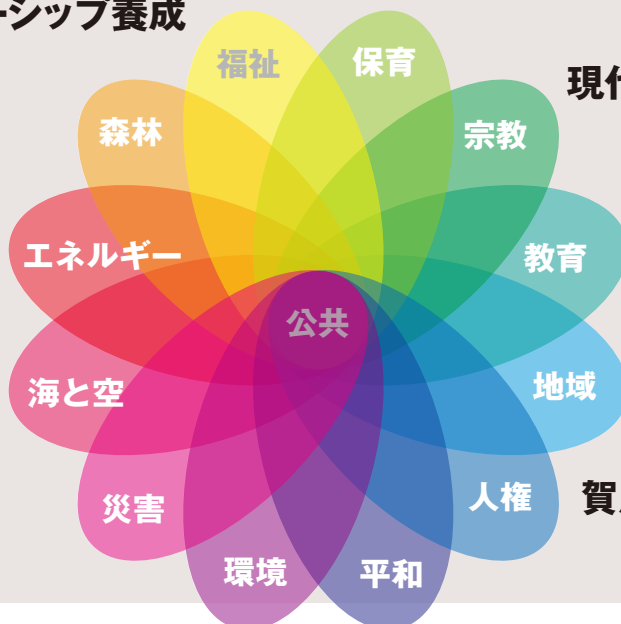 ーシップ養成
福祉
保育
現代
森林
宗教
エネルギー
教育
公共
海と空
地域
災害
人権
賀川
環境
平和